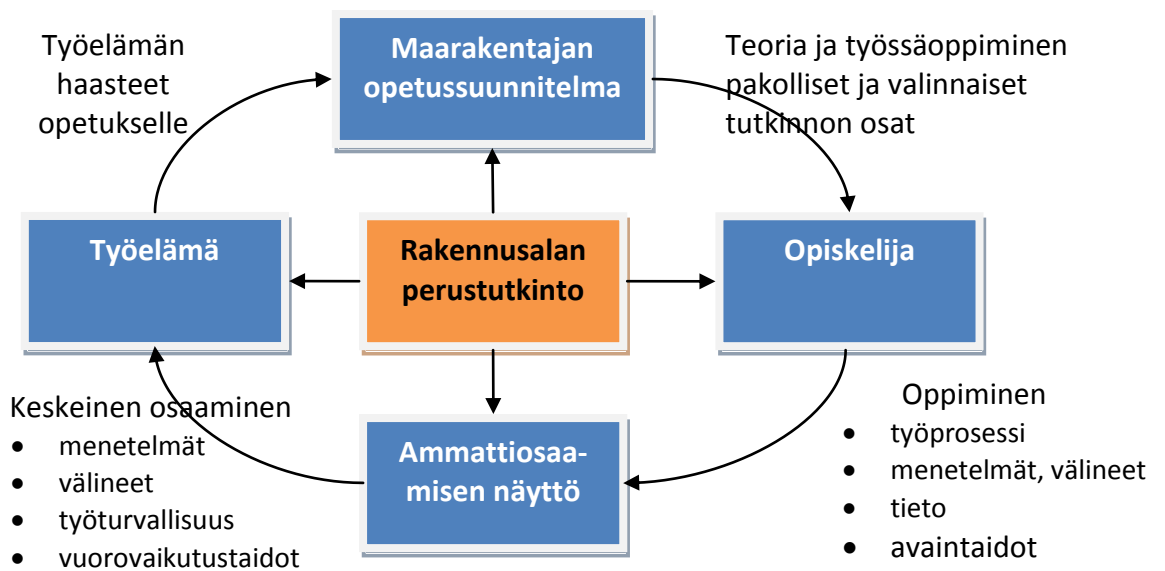 Työelämän
haasteet
opetukselle
Maarakentajan
opetussuunnitelma
Teoria ja työssäoppiminen
pakolliset ja valinnaiset
tutkinnon osat
Työelämä
Rakennusalan
perustutkinto
Opiskelija
Keskeinen osaaminen
• menetelmät
• välineet
• työturvallisuus
• vuorovaikutustaidot
Ammattiosaa-
misen näyttö
Oppiminen
• työprosessi
• menetelmät, välineet
• tieto
• avaintaidot